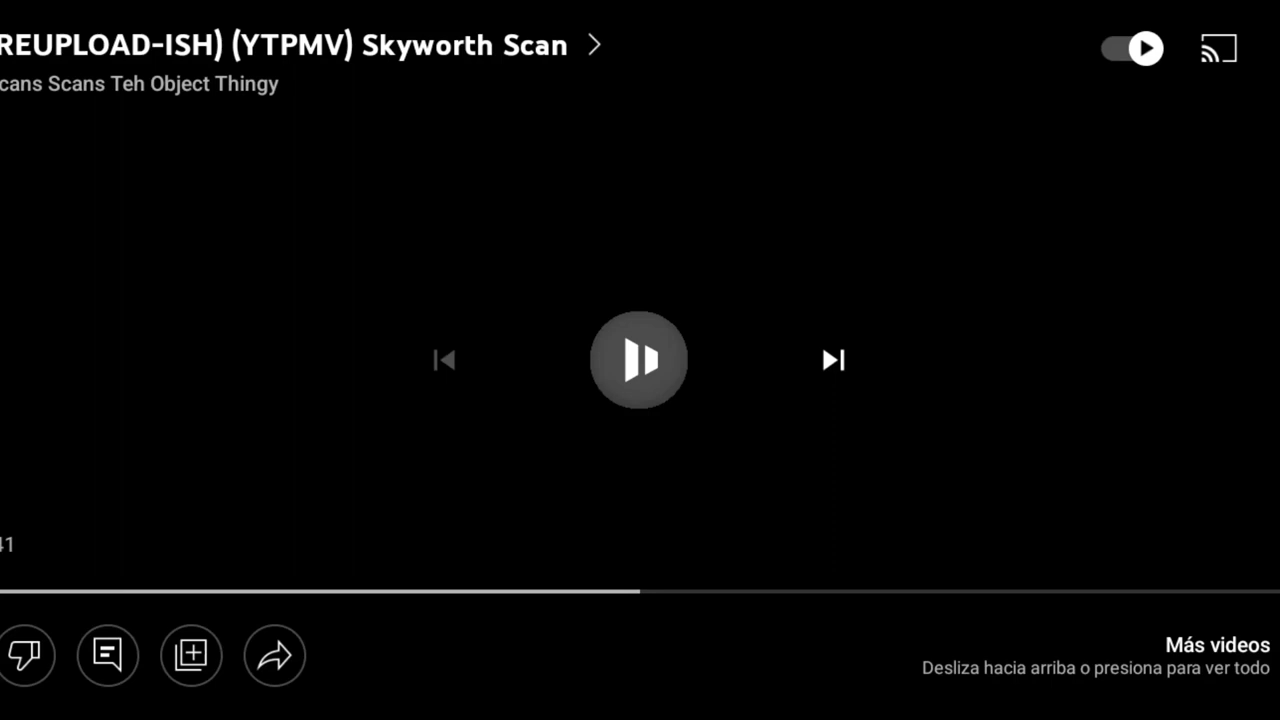 REUPLOAD-ISH) (YTPMV) Skyworth Scan
cans Scans Teh Object Thingy
41
Más videos
Desliza hacia arriba o presiona para ver todo